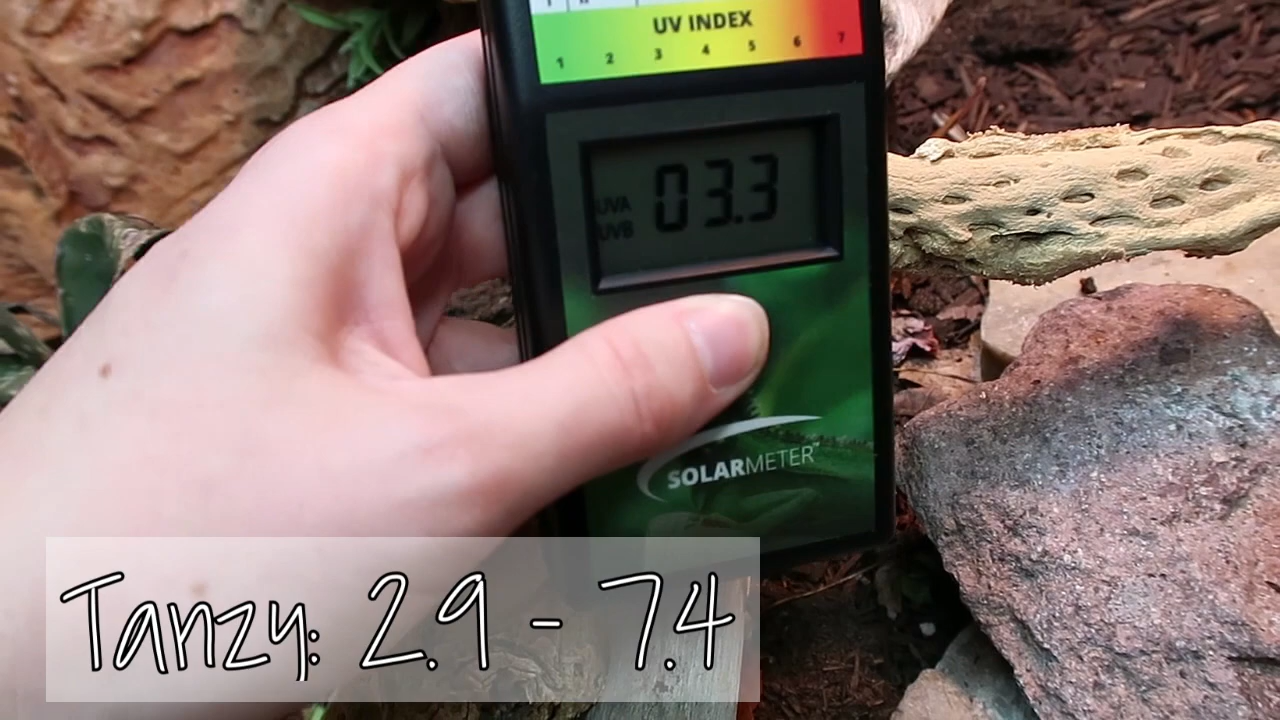 UV INDEX
1 2 3 4 5 6 7
03.3
UVA
UVB
SOLARMETER
Tanzy: 2.9 - 7.4